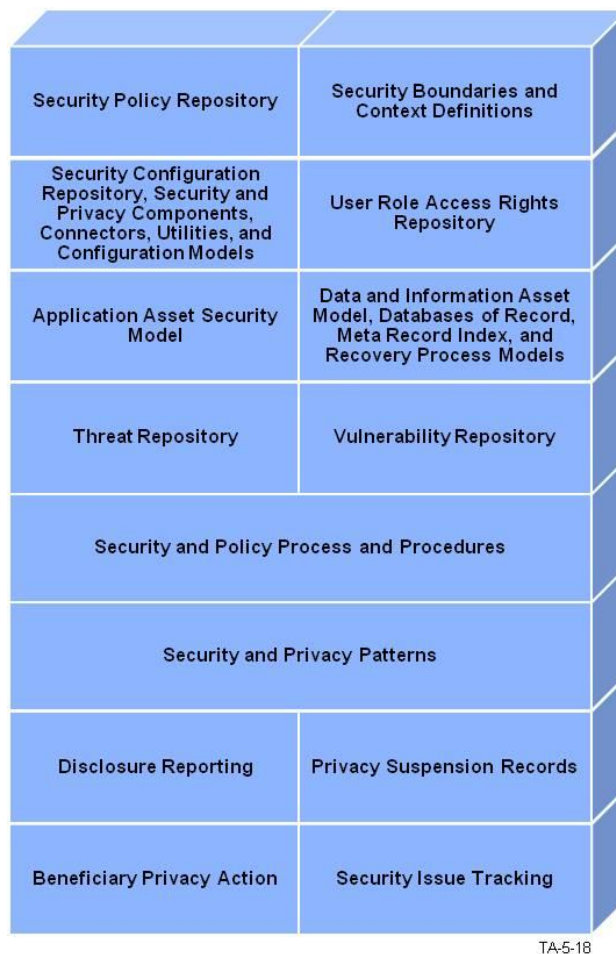 Security Policy Repository
Security Boundaries and
Context Definitions
Security Configuration
Repository, Security and
Privacy Components,
Connectors, Utilities, and
Configuration Models
User Role Access Rights
Repository
Application Asset Security
Model
Data and Information Asset
Model, Databases of Record,
Meta Record Index, and
Recovery Process Models
Threat Repository
Vulnerability Repository
Security and Policy Process and Procedures
Security and Privacy Patterns
Disclosure Reporting
Privacy Suspension Records
Beneficiary Privacy Action
Security Issue Tracking
TA-5-18